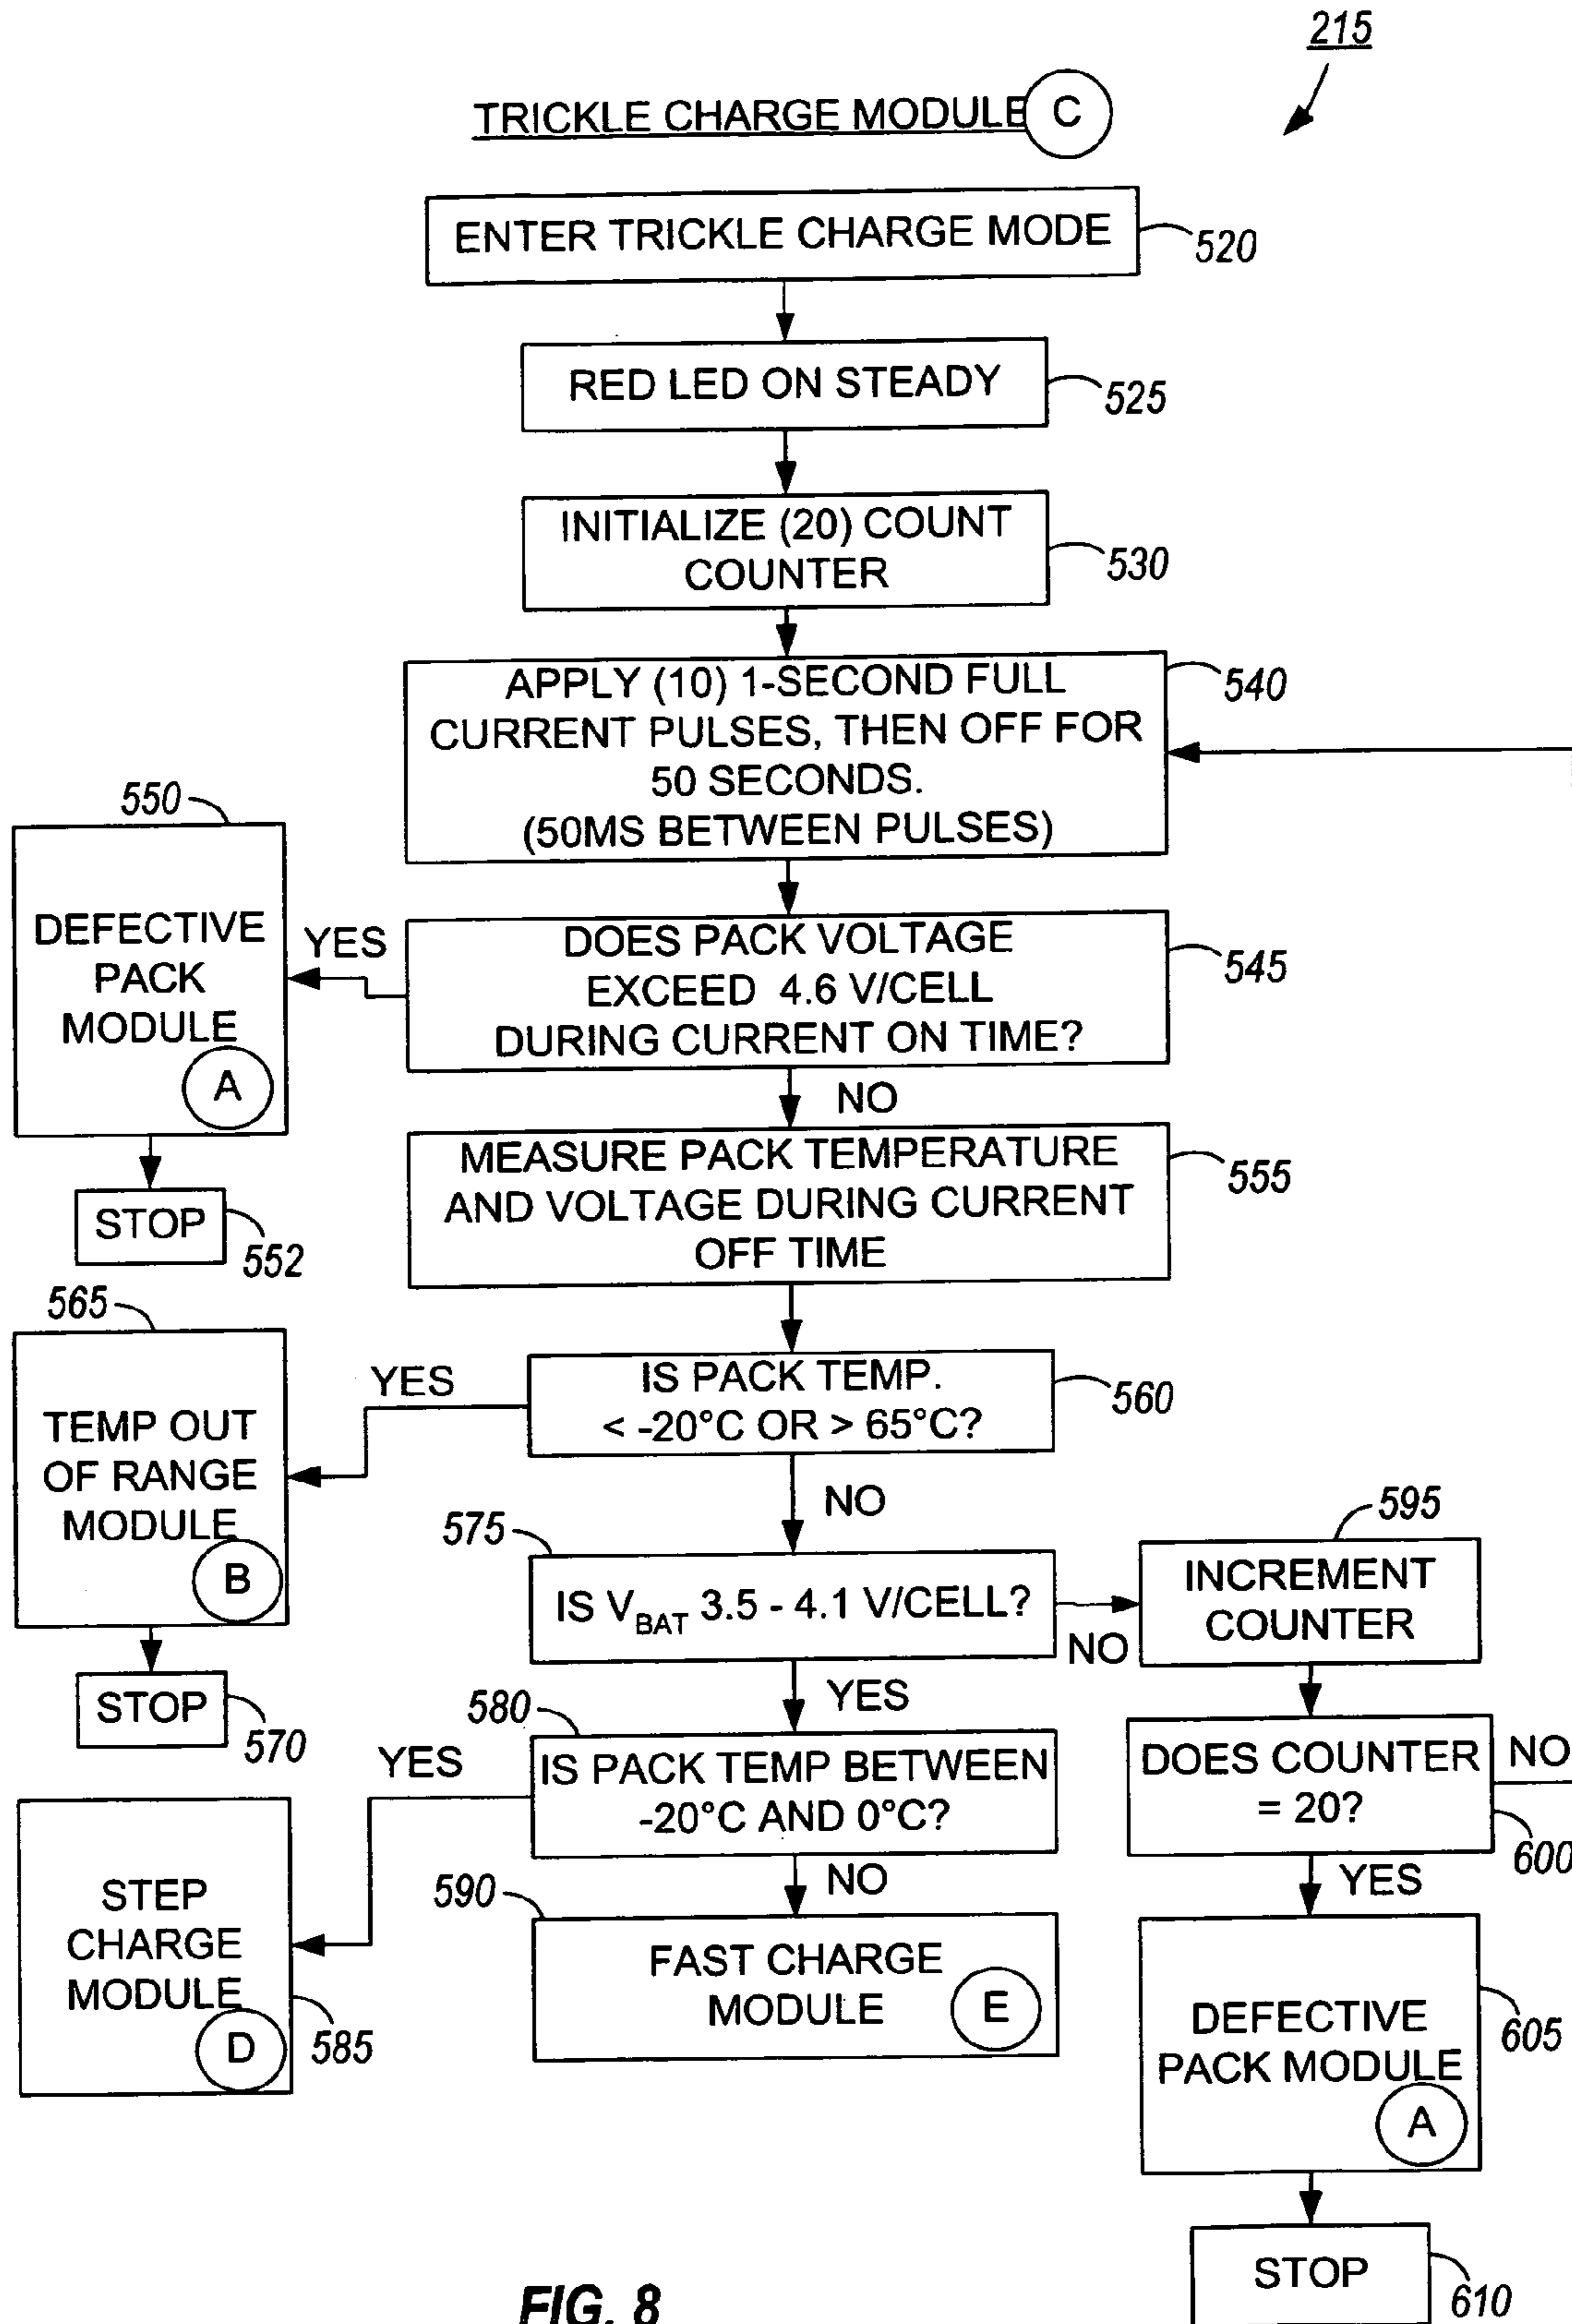 215
TRICKLE CHARGE MODULE C
ENTER TRICKLE CHARGE MODE
520
RED LED ON STEADY
525
INITIALIZE (20) COUNT
COUNTER
530
APPLY (10) 1-SECOND FULL
CURRENT PULSES, THEN OFF FOR
50 SECONDS.
(50MS BETWEEN PULSES)
540
550
DEFECTIVE
PACK
MODULE
A
YES
DOES PACK VOLTAGE
EXCEED 4.6 V/CELL
DURING CURRENT ON TIME?
545
NO
STOP
552
MEASURE PACK TEMPERATURE
AND VOLTAGE DURING CURRENT
OFF TIME
555
565
TEMP OUT
OF RANGE
MODULE
B
YES
IS PACK TEMP.
< -20°C OR > 65°C?
560
NO
STOP
570
575
IS VBAT 3.5 - 4.1 V/CELL?
NO
595
INCREMENT
COUNTER
YES
580
IS PACK TEMP BETWEEN
-20°C AND 0°C?
YES
DOES COUNTER
= 20?
NO
600
STEP
CHARGE
MODULE
D
585
NO
590
FAST CHARGE
MODULE
E
YES
DEFECTIVE
PACK MODULE
A
605
STOP
610
FIG. 8